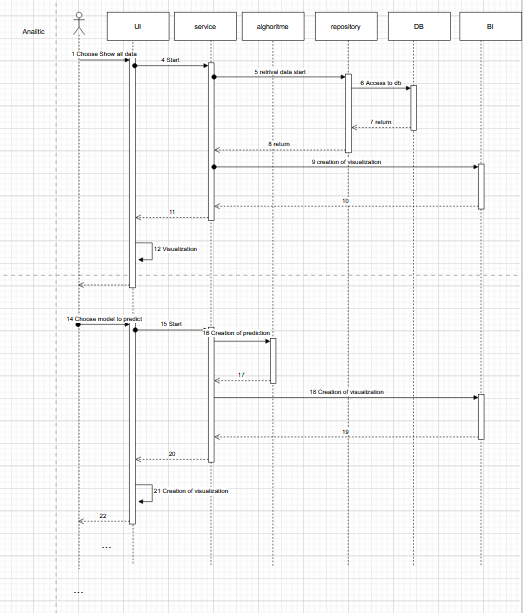 Analitic
UI
service
alghoritme
repository
DB
BI
1 Choose Show all data
4 Start
5 retrival data start
6 Access to db
7 return
8 return
9 creation of visualization
10
11
12 Visualization
14 Choose model to predict
15 Start
16 Creation of prediction
17
18 Creation of visualization
19
20
21 Creation of visualization
22
...
...